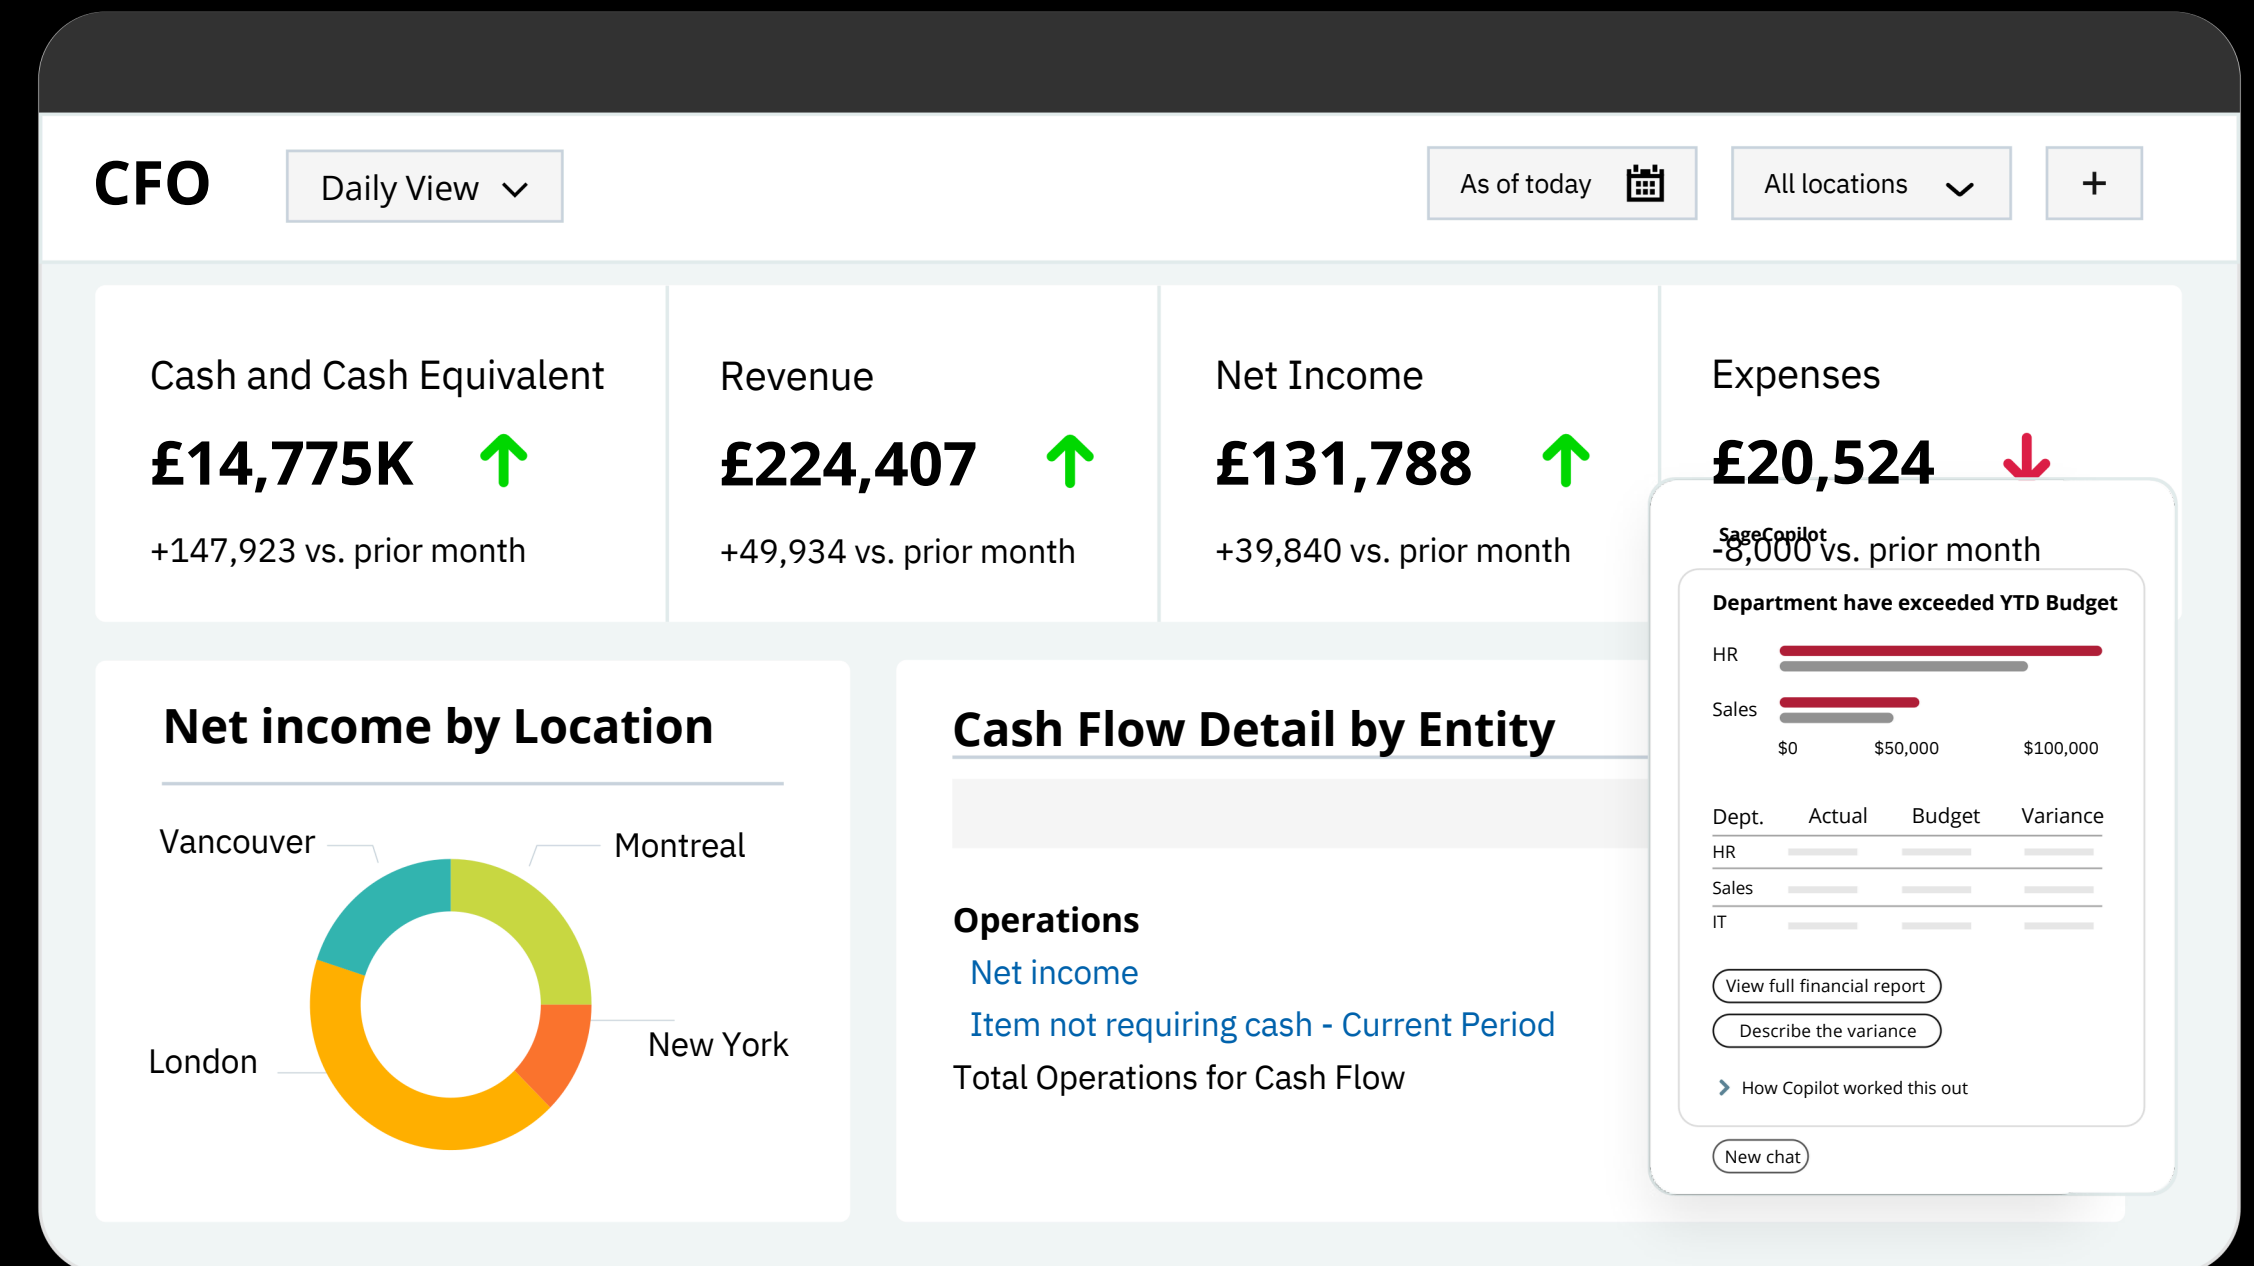 CFO
Daily View
As of today
All locations
+
Cash and Cash Equivalent
£14,775K
+147,923 vs. prior month
Revenue
£224,407
+49,934 vs. prior month
Net Income
£131,788
+39,840 vs. prior month
Expenses
£20,524
-8,000 vs. prior month
SageCopilot
Department have exceeded YTD Budget
HR
Sales
$0 $50,000 $100,000
Dept. Actual Budget Variance
HR
Sales
IT
View full financial report
Describe the variance
How Copilot worked this out
New chat
Net income by Location
Vancouver
Montreal
New York
London
Cash Flow Detail by Entity
Operations
Net income
Item not requiring cash - Current Period
Total Operations for Cash Flow